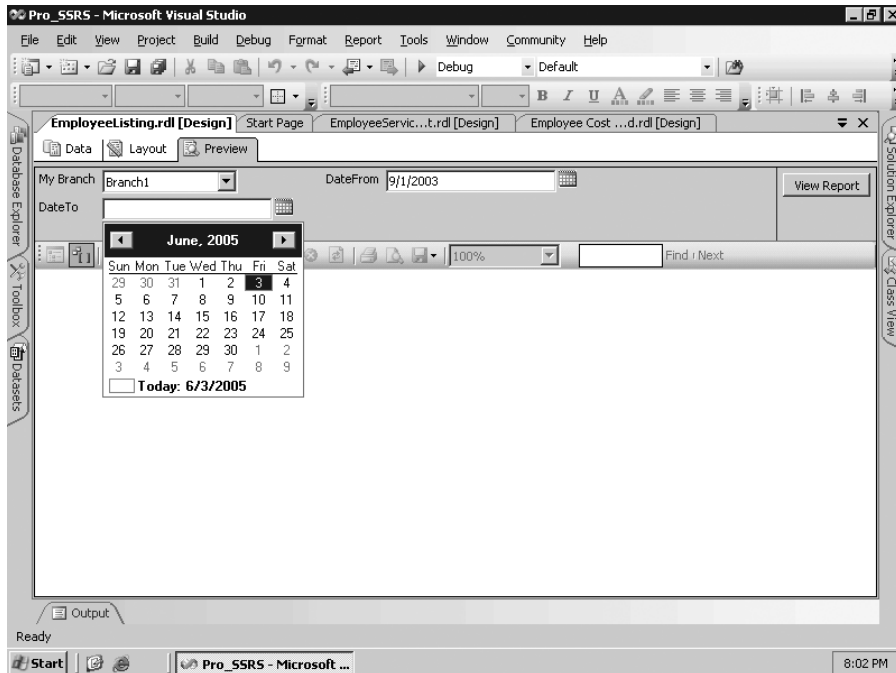 Pro_SSRS - Microsoft Visual Studio
File Edit View Project Build Debug Format Report Tools Window Community Help
Debug Default
B I U A
EmployeeListing.rdl [Design] Start Page EmployeeServic...t.rdl [Design] Employee Cost ...d.rdl [Design]
Data Layout Preview
My Branch Branch1 DateFrom 9/1/2003 View Report
DateTo
June, 2005
100% Find | Next
Sun Mon Tue Wed Thu Fri Sat
29 30 31 1 2 3 4
5 6 7 8 9 10 11
12 13 14 15 16 17 18
19 20 21 22 23 24 25
26 27 28 29 30 1 2
3 4 5 6 7 8 9
Today: 6/3/2005
Database Explorer
Toolbox
Datasets
Solution Explorer
Class View
Output
Ready
Start Pro_SSRS - Microsoft ... 8:02 PM